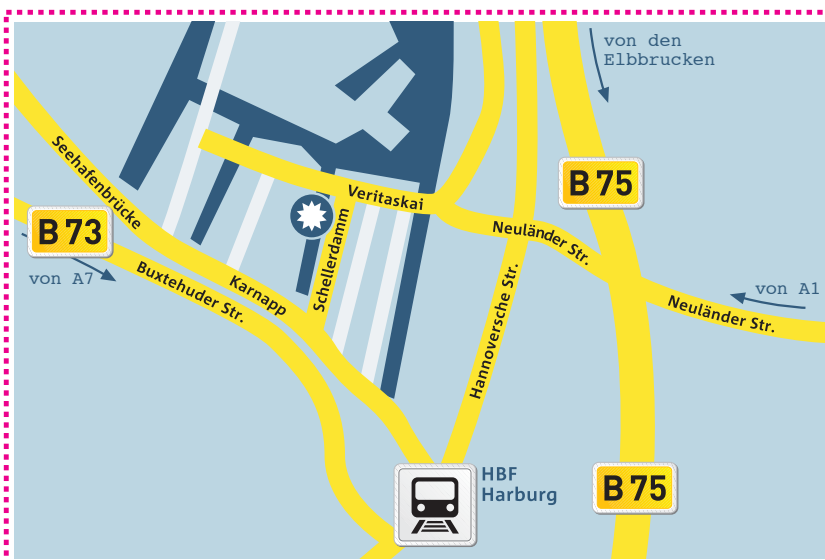 von den
Elbbrucken
B 75
Seehafenbrücke
Veritaskai
B 73
Neuländer Str.
Schellerdamm
von A7
Buxtehuder Str.
Karnapp
Hannoversche Str.
von A1
Neuländer Str.
HBF
Harburg
B 75